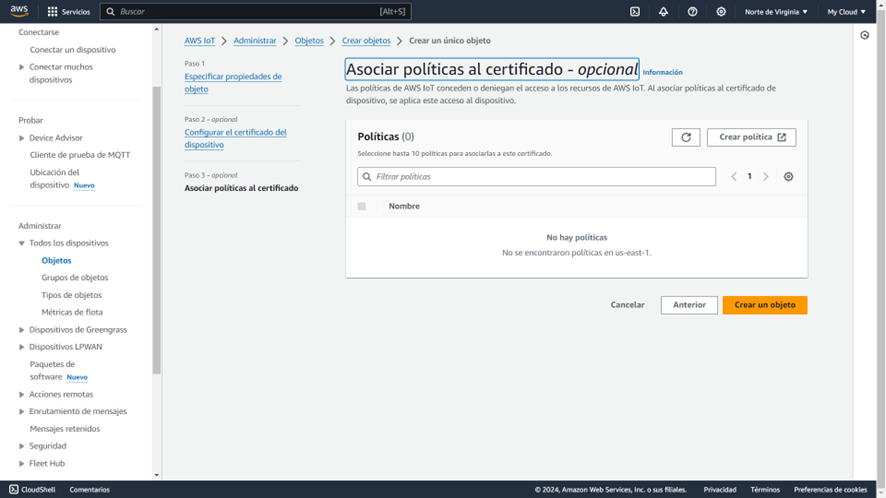 aws
Servicios
Buscar
[Alt+S]
Norte de Virginia
My Cloud
Conectarse
Conectar un dispositivo
Conectar muchos
dispositivos
Probar
Device Advisor
Cliente de prueba de MQTT
Ubicación del
dispositivo Nuevo
Administrar
Todos los dispositivos
Objetos
Grupos de objetos
Tipos de objetos
Métricas de flota
Dispositivos de Greengrass
Dispositivos LPWAN
Paquetes de
software Nuevo
Acciones remotas
Enrutamiento de mensajes
Mensajes retenidos
Seguridad
Fleet Hub
AWS IoT > Administrar > Objetos > Crear objetos > Crear un único objeto
Paso 1
Especificar propiedades de
objeto
Paso 2 - opcional
Configurar el certificado del
dispositivo
Paso 3 - opcional
Asociar políticas al certificado
Asociar políticas al certificado - opcional Información
Las políticas de AWS IoT conceden o deniegan el acceso a los recursos de AWS IoT. Al asociar políticas al certificado de
dispositivo, se aplica este acceso al dispositivo.
Políticas (0)
Crear política
Seleccione hasta 10 políticas para asociarlas a este certificado.
Filtrar políticas
1
Nombre
No hay políticas
No se encontraron políticas en us-east-1.
Cancelar
Anterior
Crear un objeto
CloudShell
Comentarios
© 2024, Amazon Web Services, Inc. o sus filiales.
Privacidad
Términos
Preferencias de cookies